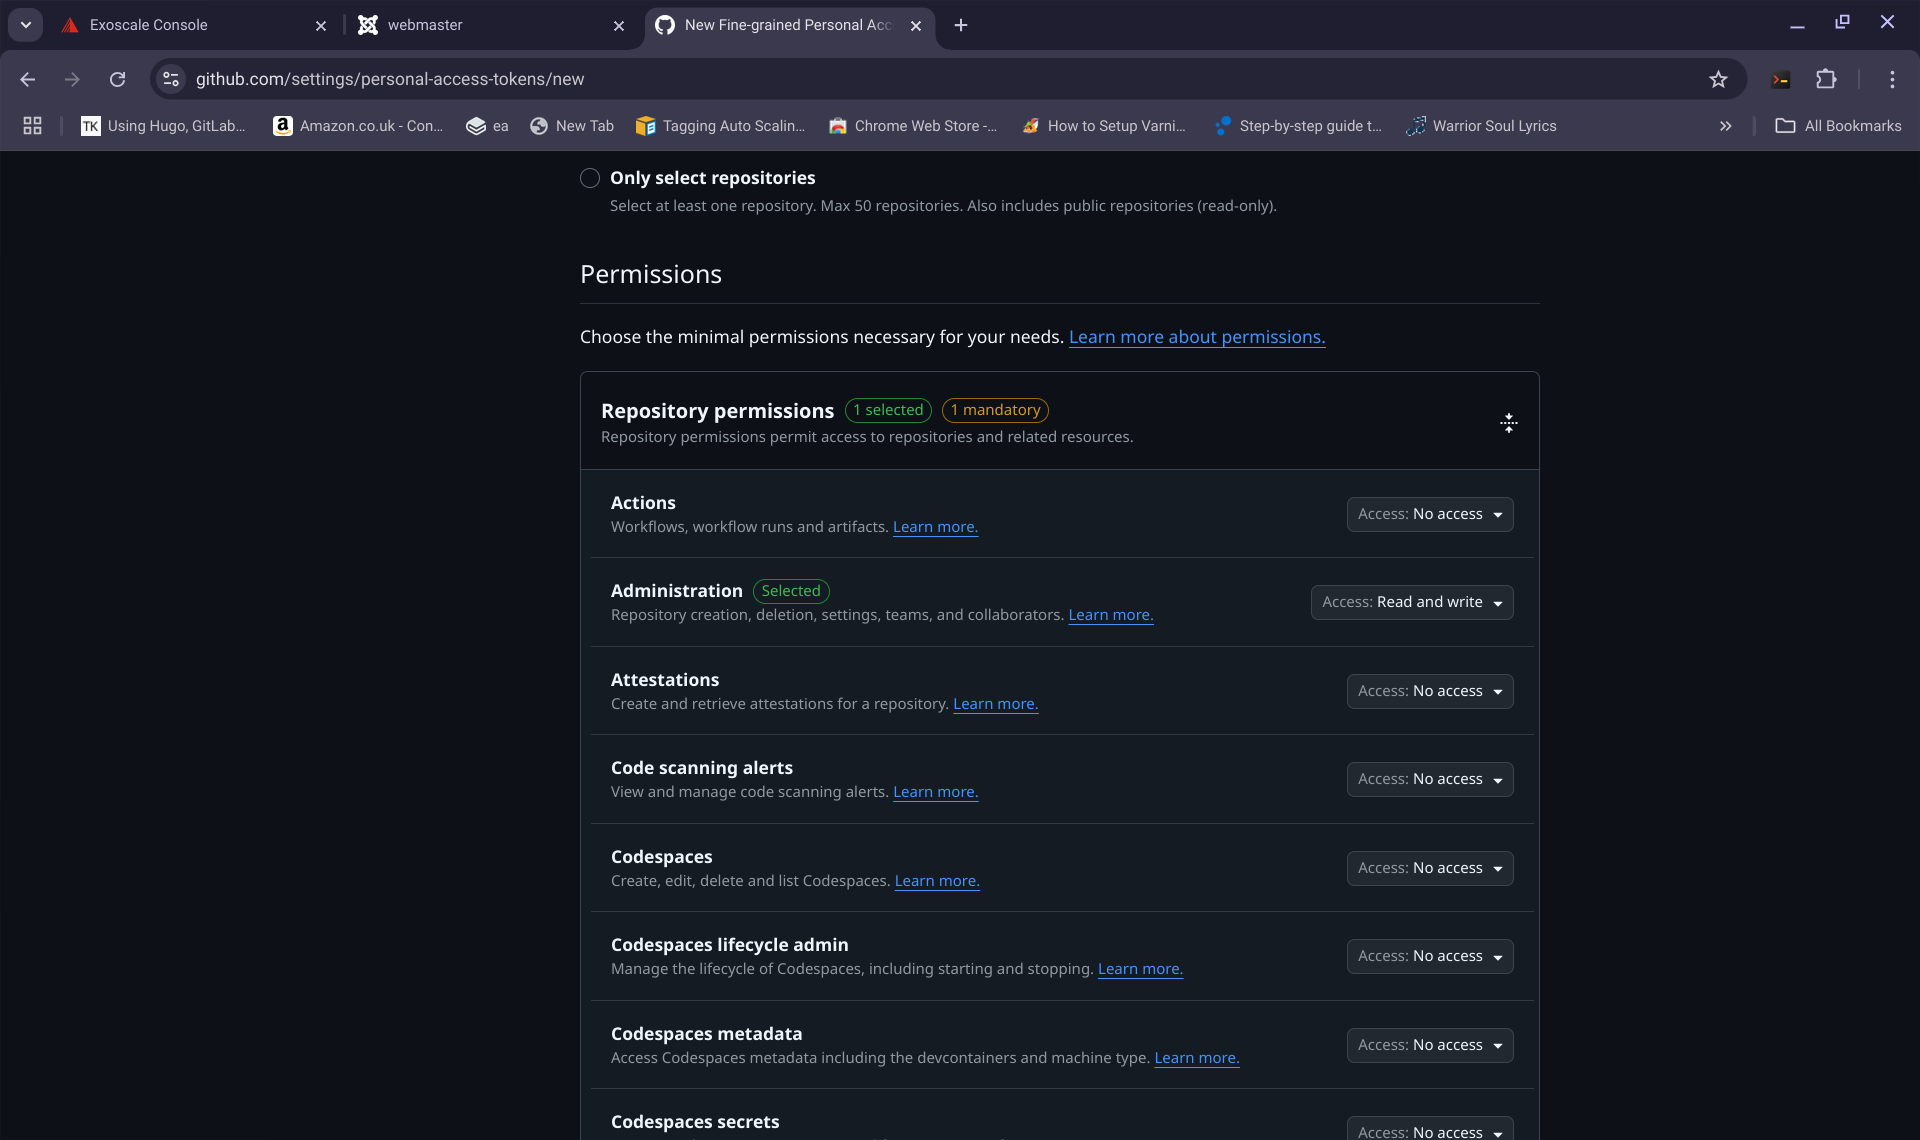 Exoscale Console
webmaster
New Fine-grained Personal Acc
github.com/settings/personal-access-tokens/new
TK Using Hugo, GitLab...
a Amazon.co.uk - Con...
ea
New Tab
Tagging Auto Scalin...
Chrome Web Store -...
How to Setup Varni...
Step-by-step guide t...
Warrior Soul Lyrics
All Bookmarks
Only select repositories
Select at least one repository. Max 50 repositories. Also includes public repositories (read-only).
Permissions
Choose the minimal permissions necessary for your needs. Learn more about permissions.
Repository permissions 1 selected 1 mandatory
Repository permissions permit access to repositories and related resources.
Actions
Workflows, workflow runs and artifacts. Learn more.
Access: No access
Administration Selected
Repository creation, deletion, settings, teams, and collaborators. Learn more.
Access: Read and write
Attestations
Create and retrieve attestations for a repository. Learn more.
Access: No access
Code scanning alerts
View and manage code scanning alerts. Learn more.
Access: No access
Codespaces
Create, edit, delete and list Codespaces. Learn more.
Access: No access
Codespaces lifecycle admin
Manage the lifecycle of Codespaces, including starting and stopping. Learn more.
Access: No access
Codespaces metadata
Access Codespaces metadata including the devcontainers and machine type. Learn more.
Access: No access
Codespaces secrets
Access: No access